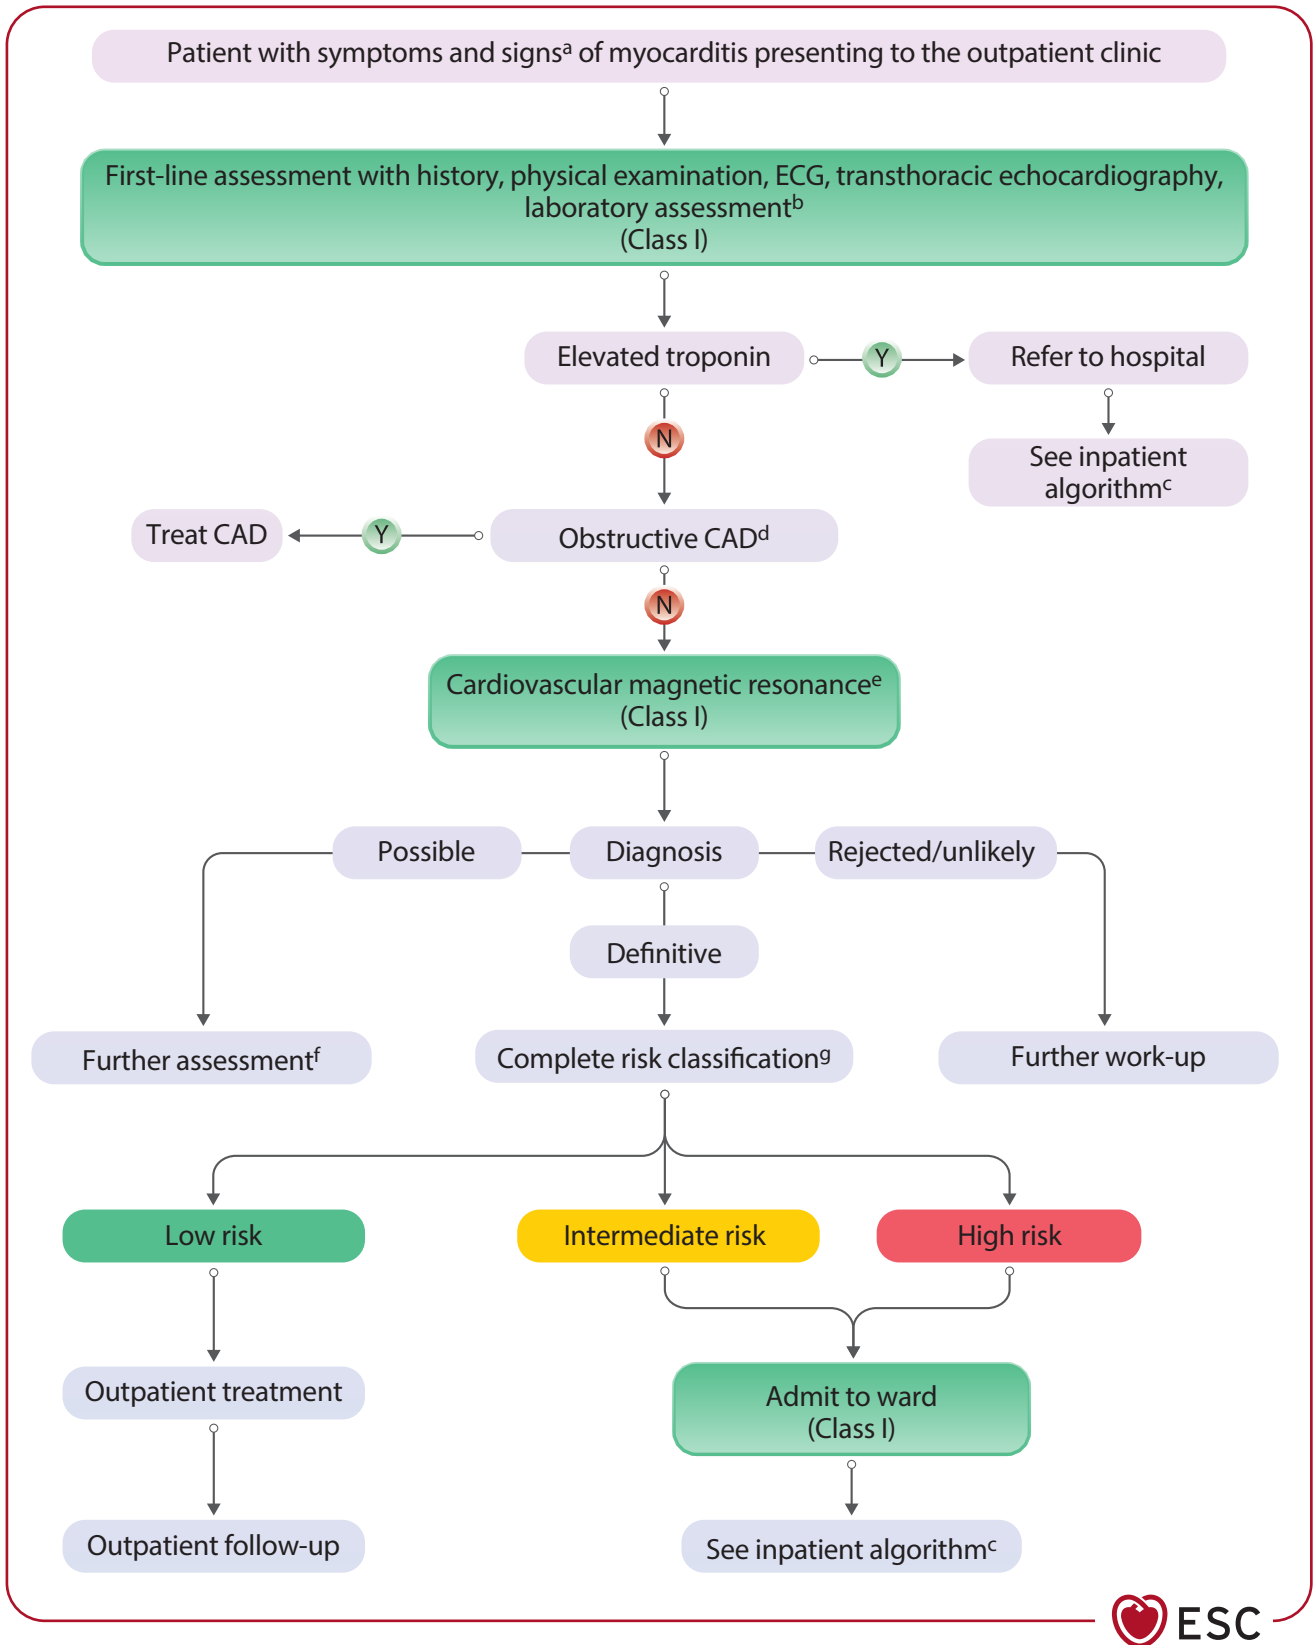 Patient with symptoms and signsᵃ of myocarditis presenting to the outpatient clinic
First-line assessment with history, physical examination, ECG, transthoracic echocardiography,
laboratory assessmentᵇ
(Class I)
Elevated troponin
Y
Refer to hospital
N
See inpatient
algorithmᶜ
Treat CAD
Y
Obstructive CADᵈ
N
Cardiovascular magnetic resonanceᵉ
(Class I)
Possible
Diagnosis
Rejected/unlikely
Definitive
Further assessmentᶠ
Complete risk classificationᵍ
Further work-up
Low risk
Intermediate risk
High risk
Outpatient treatment
Admit to ward
(Class I)
Outpatient follow-up
See inpatient algorithmᶜ
ESC